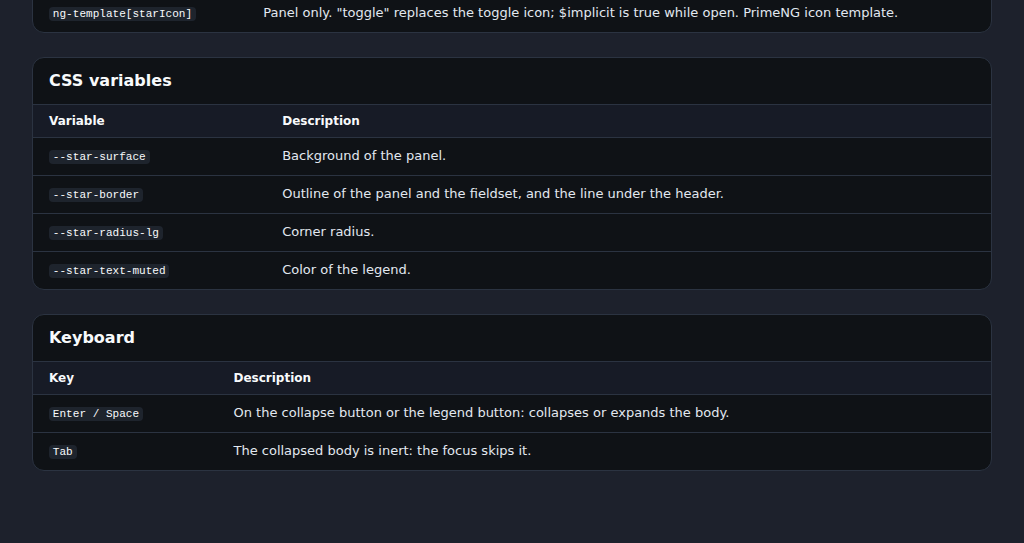 ng-template[starIcon] Panel only. "toggle" replaces the toggle icon; $implicit is true while open. PrimeNG icon template.
CSS variables
Variable Description
--star-surface Background of the panel.
--star-border Outline of the panel and the fieldset, and the line under the header.
--star-radius-lg Corner radius.
--star-text-muted Color of the legend.
Keyboard
Key Description
Enter / Space On the collapse button or the legend button: collapses or expands the body.
Tab The collapsed body is inert: the focus skips it.